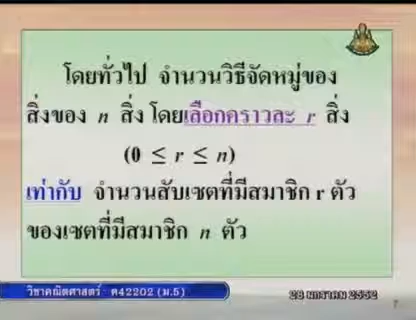 โดยทั่วไป จำนวนวิธีจัดหมู่ของ
สิ่งของ n สิ่ง โดยเลือกคราวละ r สิ่ง
(0 ≤ r ≤ n)
เท่ากับ จำนวนสับเซตที่มีสมาชิก r ตัว
ของเซตที่มีสมาชิก n ตัว
วิชาคณิตศาสตร์ ค42202 (ม.5)
28 มกราคม 2552